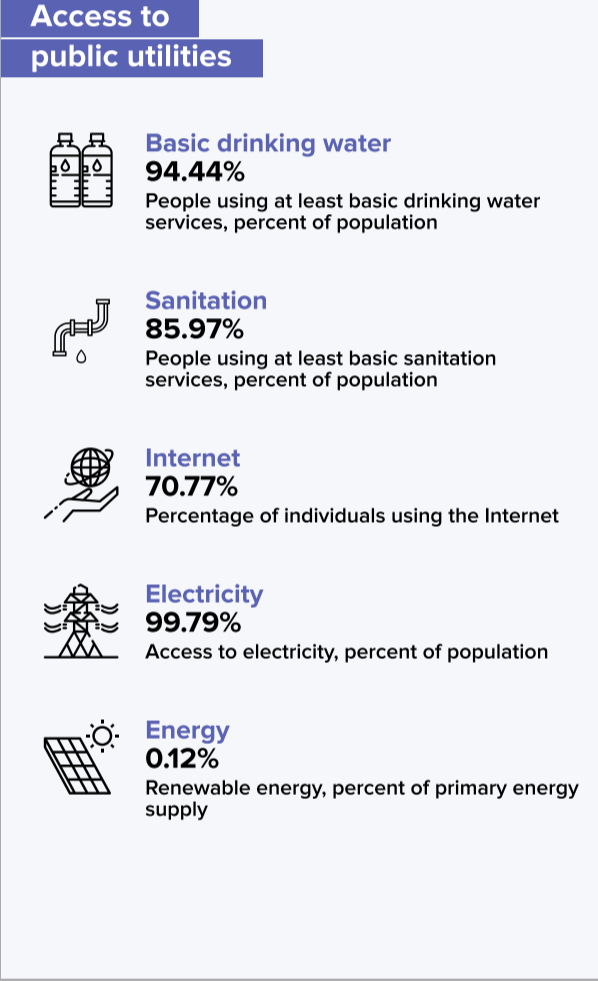 Access to
public utilities
Basic drinking water
94.44%
People using at least basic drinking water
services, percent of population
Sanitation
85.97%
People using at least basic sanitation
services, percent of population
Internet
70.77%
Percentage of individuals using the Internet
Electricity
99.79%
Access to electricity, percent of population
Energy
0.12%
Renewable energy, percent of primary energy
supply